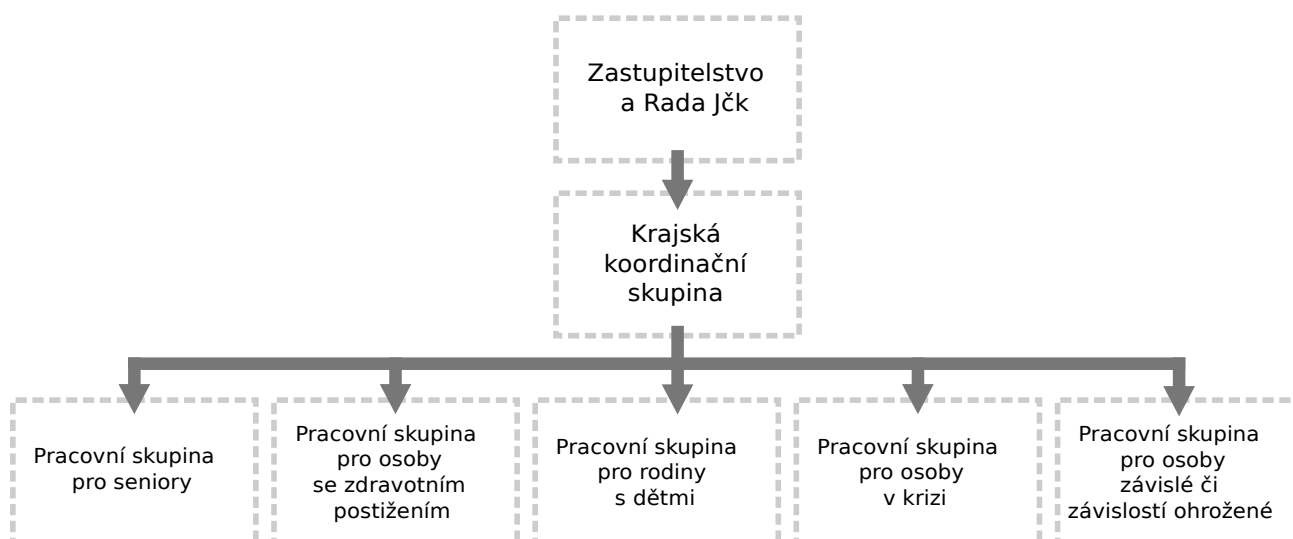 Zastupitelstvo
a Rada Jčk
Krajská
koordinační
skupina
Pracovní skupina
pro seniory
Pracovní skupina
pro osoby
se zdravotním
postižením
Pracovní skupina
pro rodiny
s dětmi
Pracovní skupina
pro osoby
v krizi
Pracovní skupina
pro osoby
závislé či
závislostí ohrožené